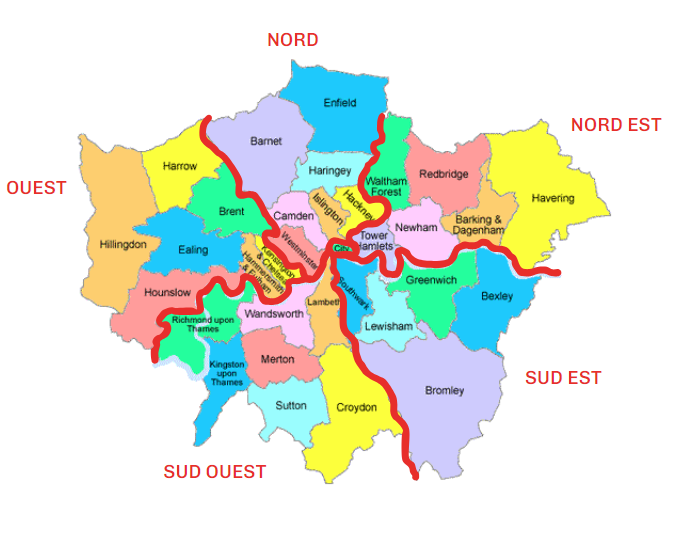 NORD
Enfield
NORD EST
Barnet
Harrow
Haringey
Waltham
Forest
Redbridge
OUEST
Havering
Brent
Islington
Hackney
Camden
Barking &
Dagenham
Newham
Hillingdon
Ealing
Westminster
City
Tower
Hamlets
Kensington
& Chelsea
Hammersmith
& Fulham
Greenwich
Hounslow
Southwark
Bexley
Lambeth
Wandsworth
Richmond upon
Thames
Lewisham
Merton
Kingston
upon
Thames
SUD EST
Bromley
Sutton
Croydon
SUD OUEST